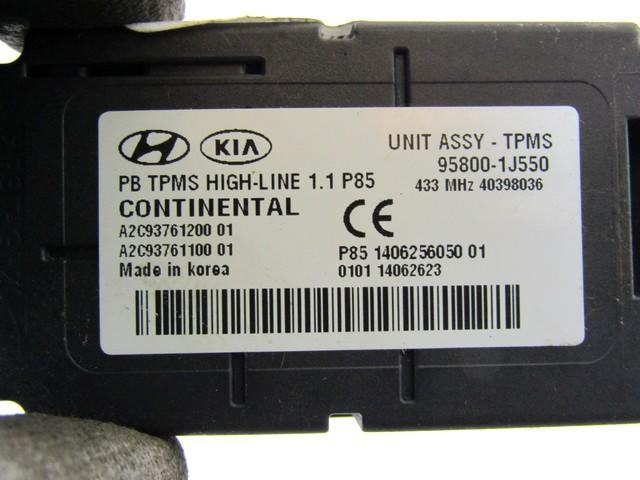 KIA
UNIT ASSY - TPMS
95800-1J550
PB TPMS HIGH-LINE 1.1 P85
433 MHz 40398036
CONTINENTAL
CE
A2C93761200 01
A2C93761100 01
P85 1406256050 01
Made in korea
0101 14062623